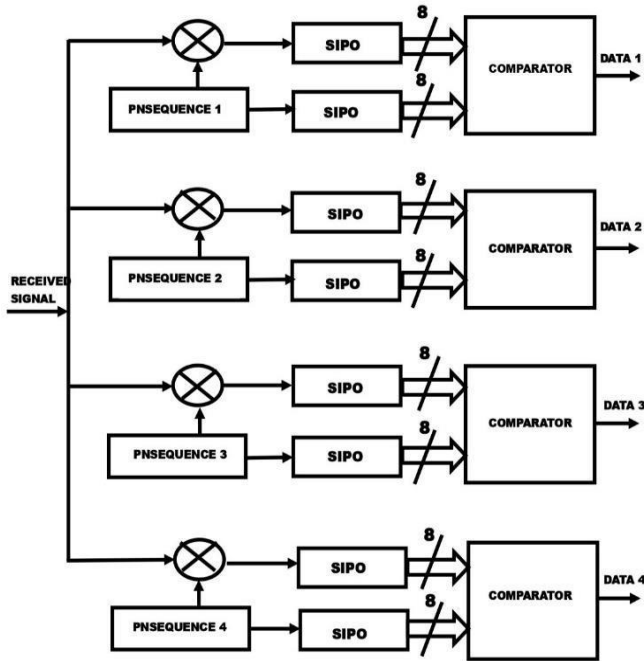 8
SIPO
COMPARATOR
DATA 1
8
PNSEQUENCE 1
SIPO
8
SIPO
COMPARATOR
DATA 2
8
PNSEQUENCE 2
SIPO
RECEIVED
SIGNAL
8
SIPO
COMPARATOR
DATA 3
8
PNSEQUENCE 3
SIPO
8
SIPO
COMPARATOR
DATA 4
8
PNSEQUENCE 4
SIPO